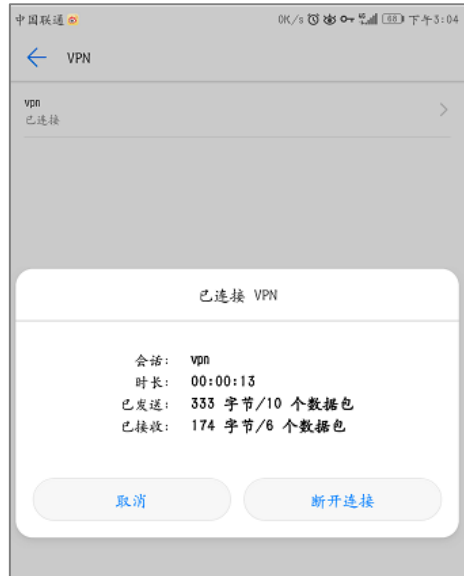 中国联通 0K/s 68 下午3:04
VPN
vpn
已连接
已连接 VPN
会话: vpn
时长: 00:00:13
已发送: 333 字节/10 个数据包
已接收: 174 字节/6 个数据包
取消 断开连接